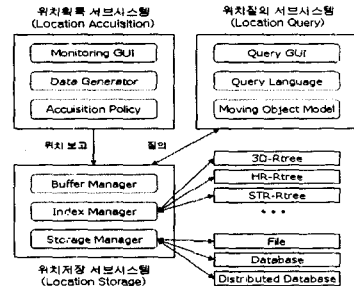 위치획득 서브시스템
(Location Acquisition)
Monitoring GUI
Data Generator
Acquisition Policy
위치질의 서브시스템
(Location Query)
Query GUI
Query Language
Moving Object Model
위치 보고
질의
Buffer Manager
Index Manager
Storage Manager
위치저장 서브시스템
(Location Storage)
3D-Rtree
HR-Rtree
STR-Rtree
• • •
File
Database
Distributed Database